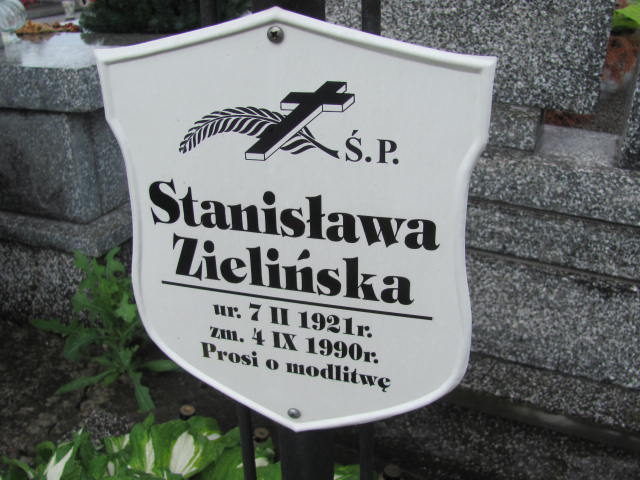 Ś.P.
Stanisława
Zielińska
ur. 7 II 1921r.
zm. 4 IX 1990r.
Prosi o modlitwę